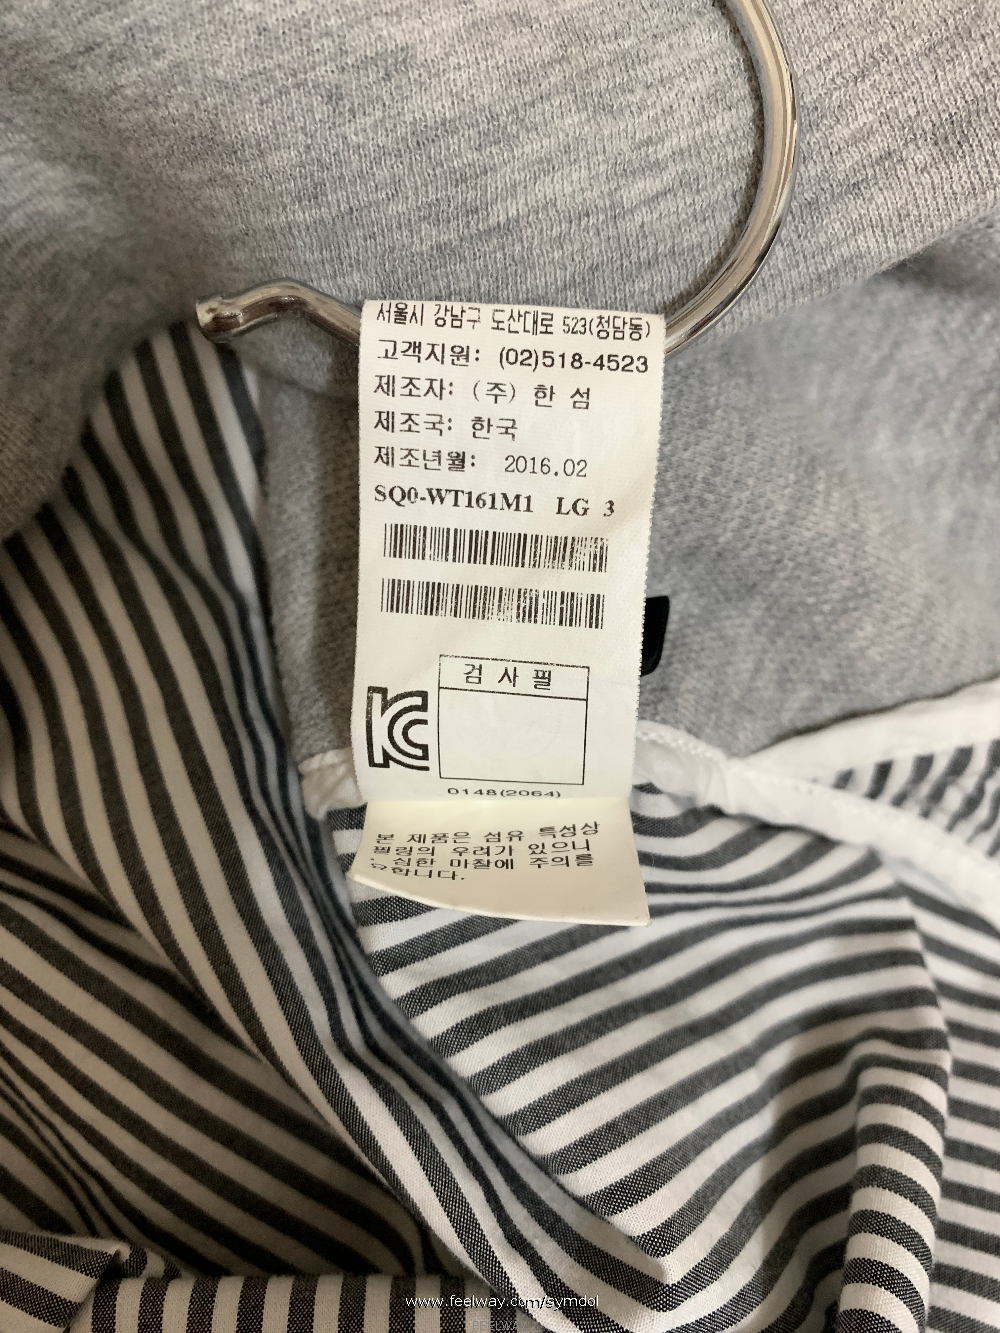 서울시 강남구 도산대로 523(청담동)
고객지원: (02)518-4523
제조자: (주) 한 섬
제조국: 한국
제조년월: 2016.02
SQ0-WT161M1 LG 3
검 사 필
0148(2064)
본 제품은 섬유 특성상
필링의 우려가 있으니
심한 마찰에 주의를
합니다.
www.feelway.com/symdol